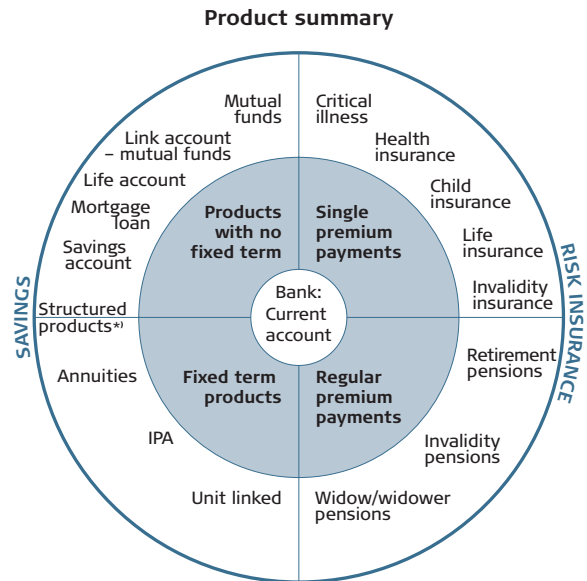 Product summary
Mutual
funds
Link account
– mutual funds
Life account
Mortgage
loan
Savings
account
Structured
products*)
Annuities
IPA
Unit linked
Critical
illness
Health
insurance
Child
insurance
Life
insurance
Invalidity
insurance
Retirement
pensions
Invalidity
pensions
Widow/widower
pensions
Products
with no
fixed term
Single
premium
payments
Bank:
Current
account
Fixed term
products
Regular
premium
payments
SAVINGS
RISK INSURANCE